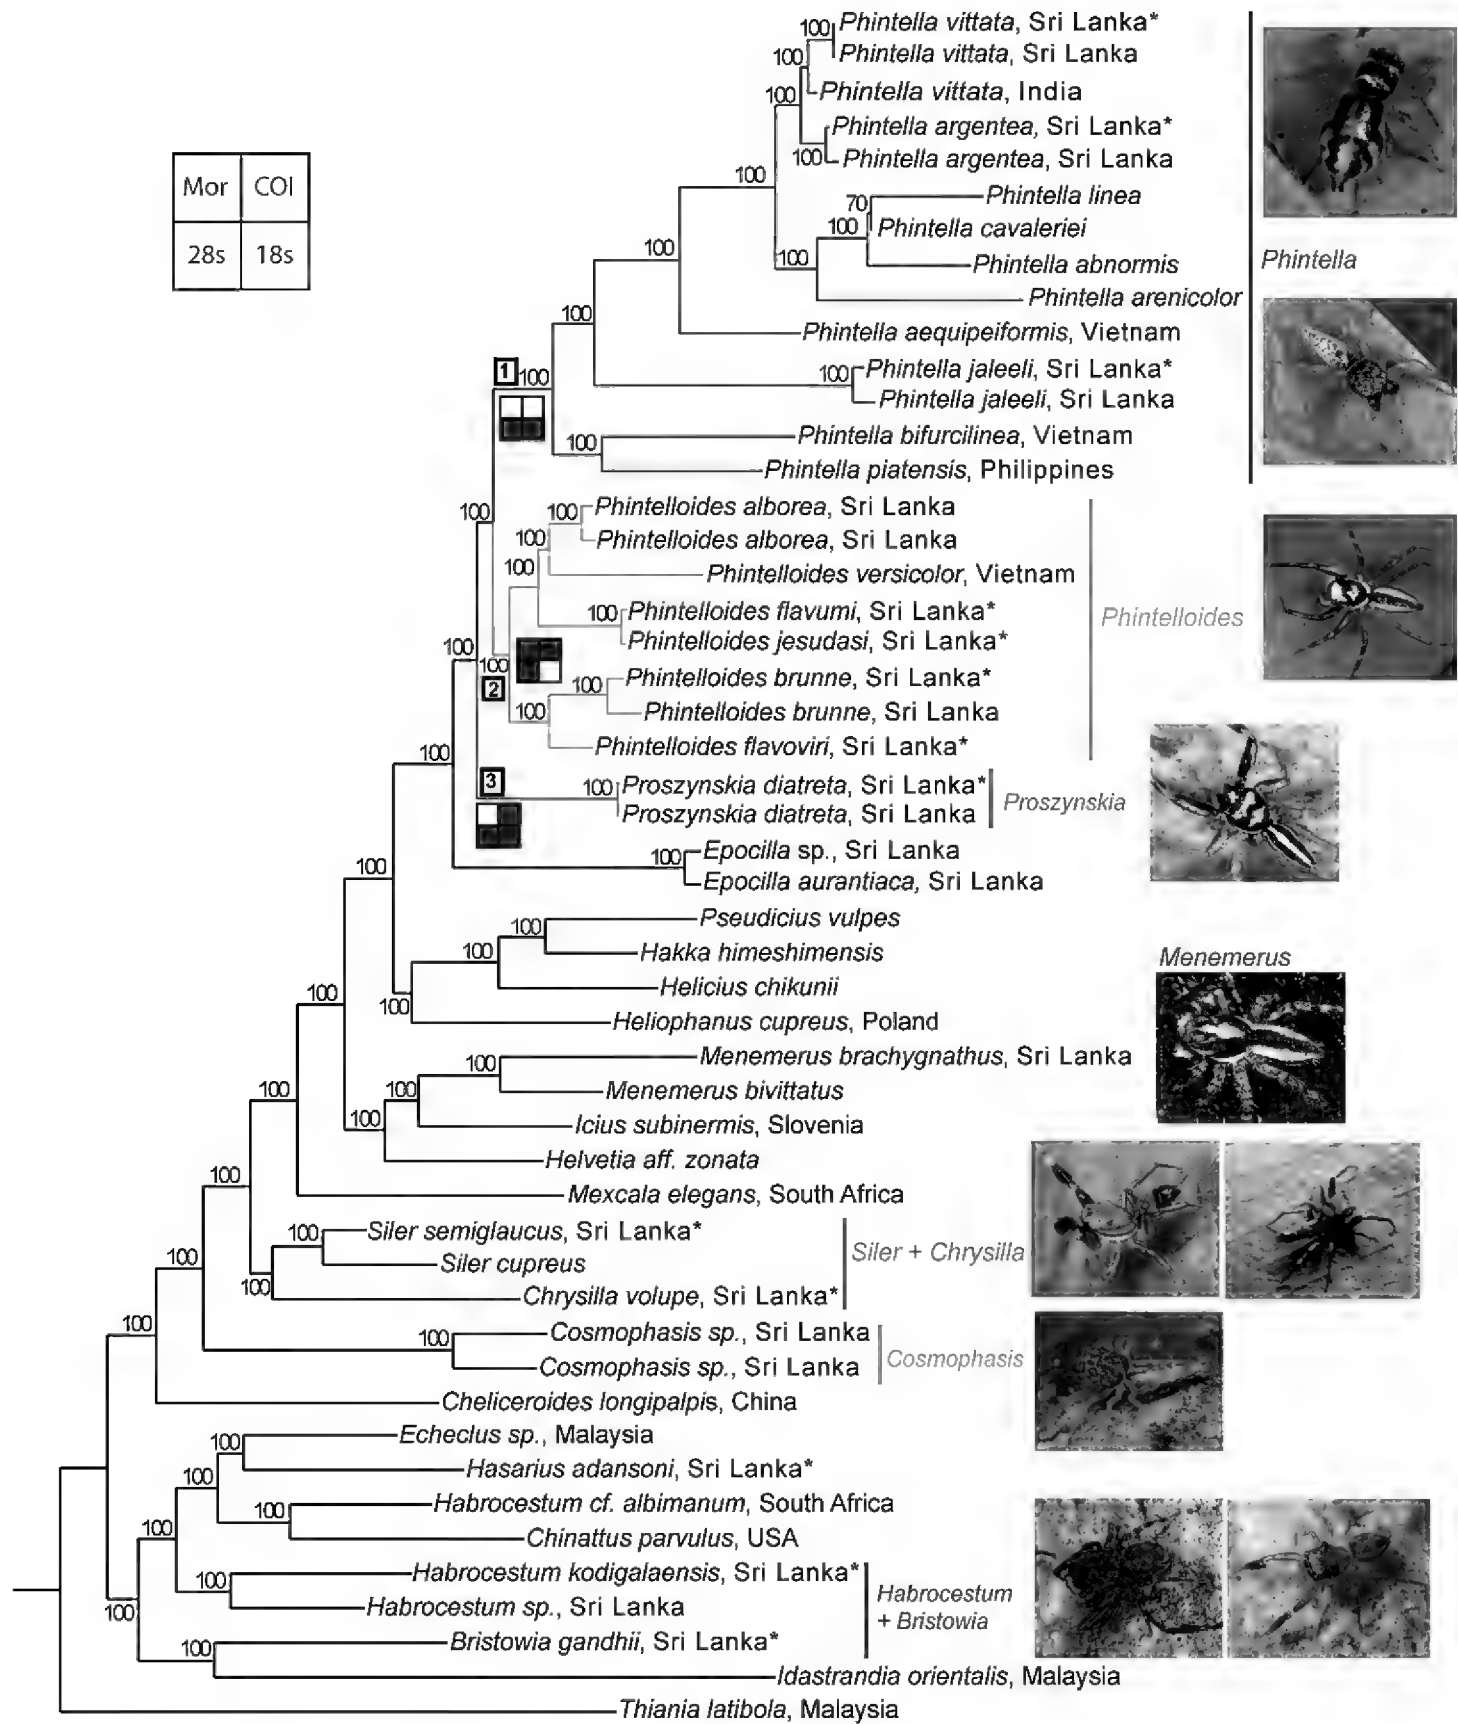 Mor COI
28s 18s
100 Phintella vittata, Sri Lanka*
100 Phintella vittata, Sri Lanka
Phintella vittata, India
100 Phintella argentea, Sri Lanka*
100 Phintella argentea, Sri Lanka
100
70 Phintella linea
100 Phintella cavaleriei
100 Phintella abnormis
100 Phintella
Phintella arenicolor
100 Phintella aequipeiformis, Vietnam
1 100 100 Phintella jaleeli, Sri Lanka*
Phintella jaleeli, Sri Lanka
100 Phintella bifurcilinea, Vietnam
Phintella piatensis, Philippines
100 100 Phintelloides alborea, Sri Lanka
100 Phintelloides alborea, Sri Lanka
100 Phintelloides versicolor, Vietnam
100 Phintelloides flavumi, Sri Lanka*
Phintelloides
100 Phintelloides jesudasi, Sri Lanka*
100
2 100 Phintelloides brunne, Sri Lanka*
100 Phintelloides brunne, Sri Lanka
Phintelloides flavoviri, Sri Lanka*
100
3 100 Proszynskia diatreta, Sri Lanka*
Proszynskia
Proszynskia diatreta, Sri Lanka
100 Epocilla sp., Sri Lanka
100 Epocilla aurantiaca, Sri Lanka
100 Pseudicius vulpes
100 Hakka himeshimensis
Menemerus
Helicius chikunii
100 100 Heliophanus cupreus, Poland
100 Menemerus brachygnathus, Sri Lanka
100 100 Menemerus bivittatus
100 Icius subinermis, Slovenia
Helvetia aff. zonata
100 Mexcala elegans, South Africa
100 Siler semiglaucus, Sri Lanka*
Siler + Chrysilla
100 Siler cupreus
100 Chrysilla volupe, Sri Lanka*
100 100 Cosmophasis sp., Sri Lanka
Cosmophasis
Cosmophasis sp., Sri Lanka
Cheliceroides longipalpis, China
100 Echeclus sp., Malaysia
100 Hasarius adansoni, Sri Lanka*
100 Habrocestum cf. albimanum, South Africa
100 Chinattus parvulus, USA
100 Habrocestum kodigalaensis, Sri Lanka*
Habrocestum
+ Bristowia
100 Habrocestum sp., Sri Lanka
100 Bristowia gandhii, Sri Lanka*
Idastrandia orientalis, Malaysia
Thiania latibola, Malaysia